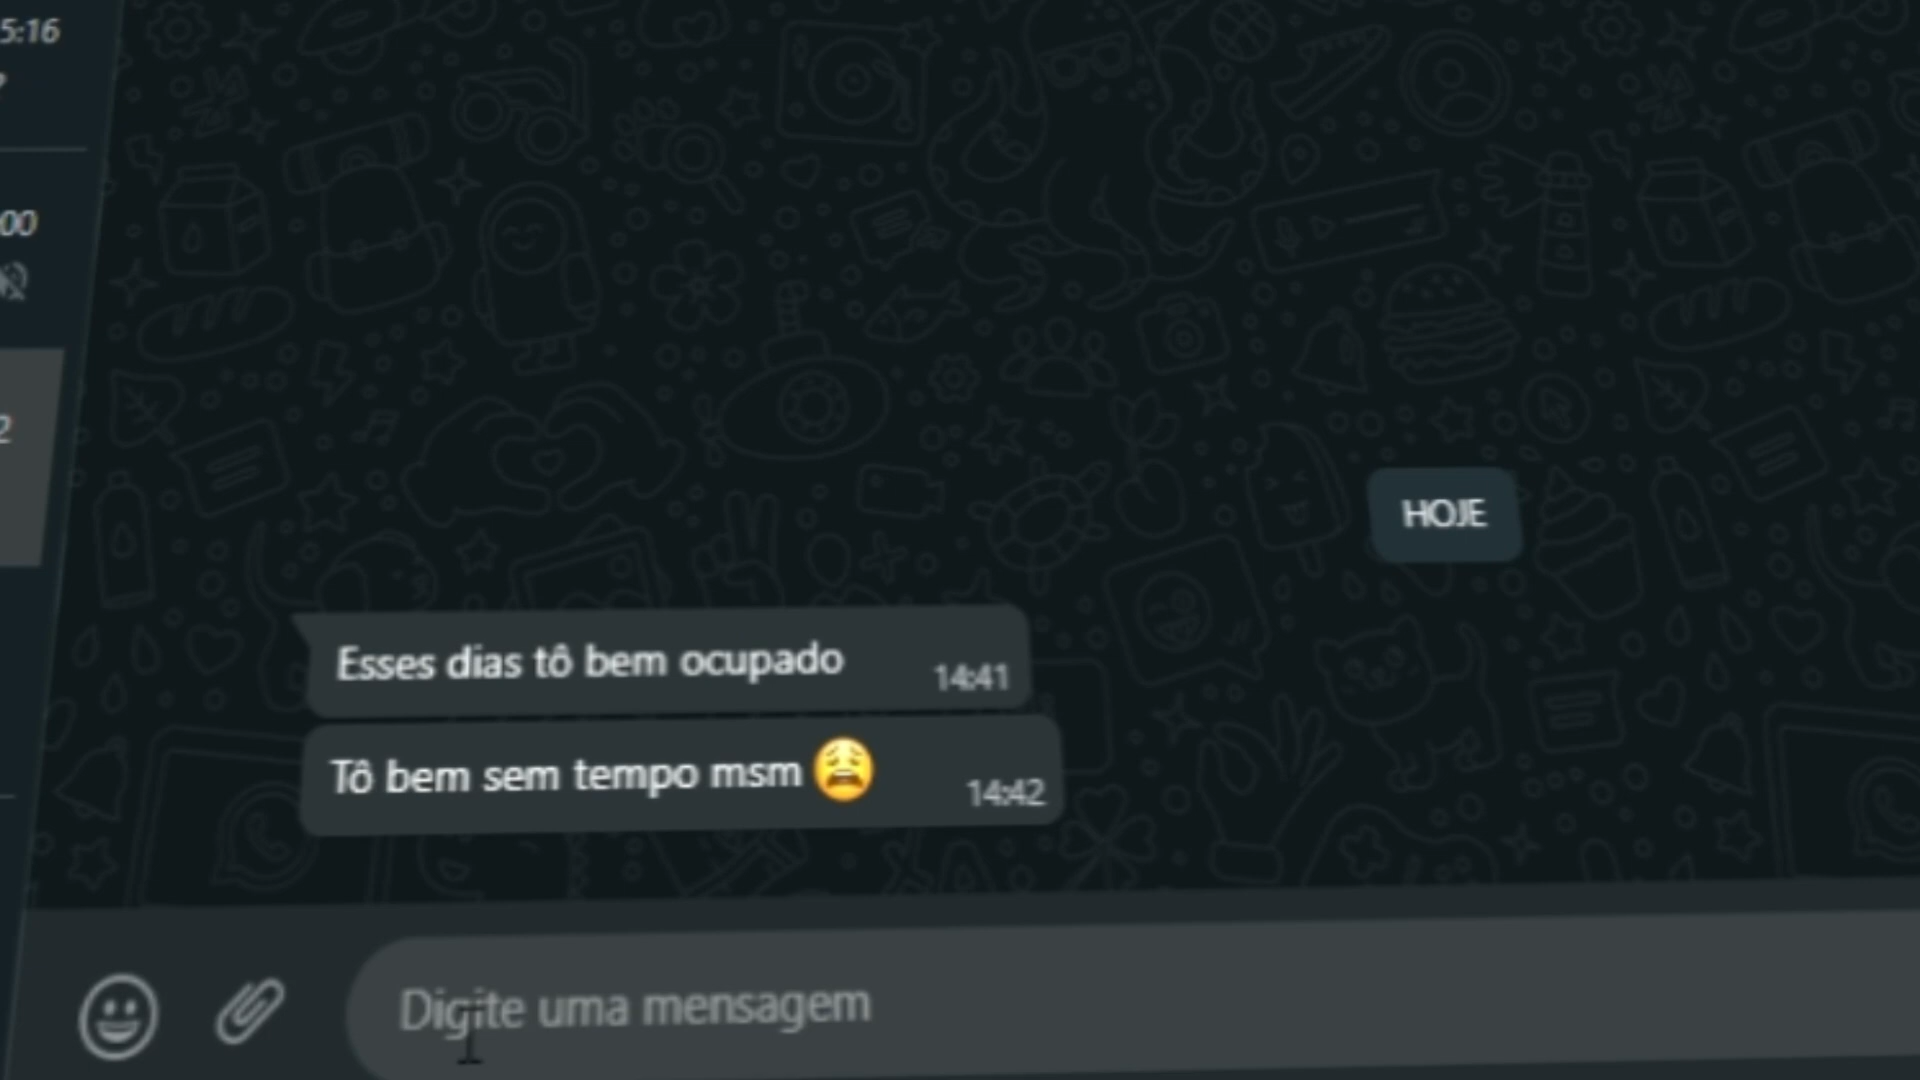 5:16
00
2
HOJE
Esses dias tô bem ocupado
14:41
Tô bem sem tempo msm 😩
14:42
Digite uma mensagem